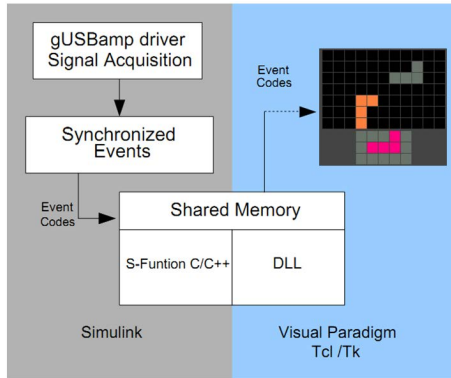 gUSBamp driver
Signal Acquisition
Event
Codes
Synchronized
Events
Event
Codes
Shared Memory
S-Funtion C/C++
DLL
Simulink
Visual Paradigm
Tcl /Tk